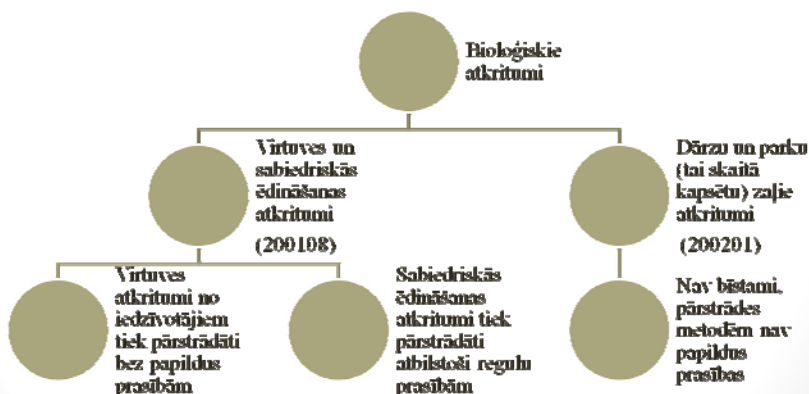 Bioloģiskie
atkritumi
Virtuves un
sabiedriskās
ēdināšanas
atkritumi
(200108)
Dārzu un parku
(tai skaitā
kapsētu) zaļie
atkritumi
(200201)
Virtuves
atkritumi no
iedzīvotājiem
tiek pārstrādāti
bez papildus
prasībām
Sabiedriskās
ēdināšanas
atkritumi tiek
pārstrādāti
atbilstoši regulu
prasībām
Nav bīstami,
pārstrādes
metodēm nav
papildus
prasības